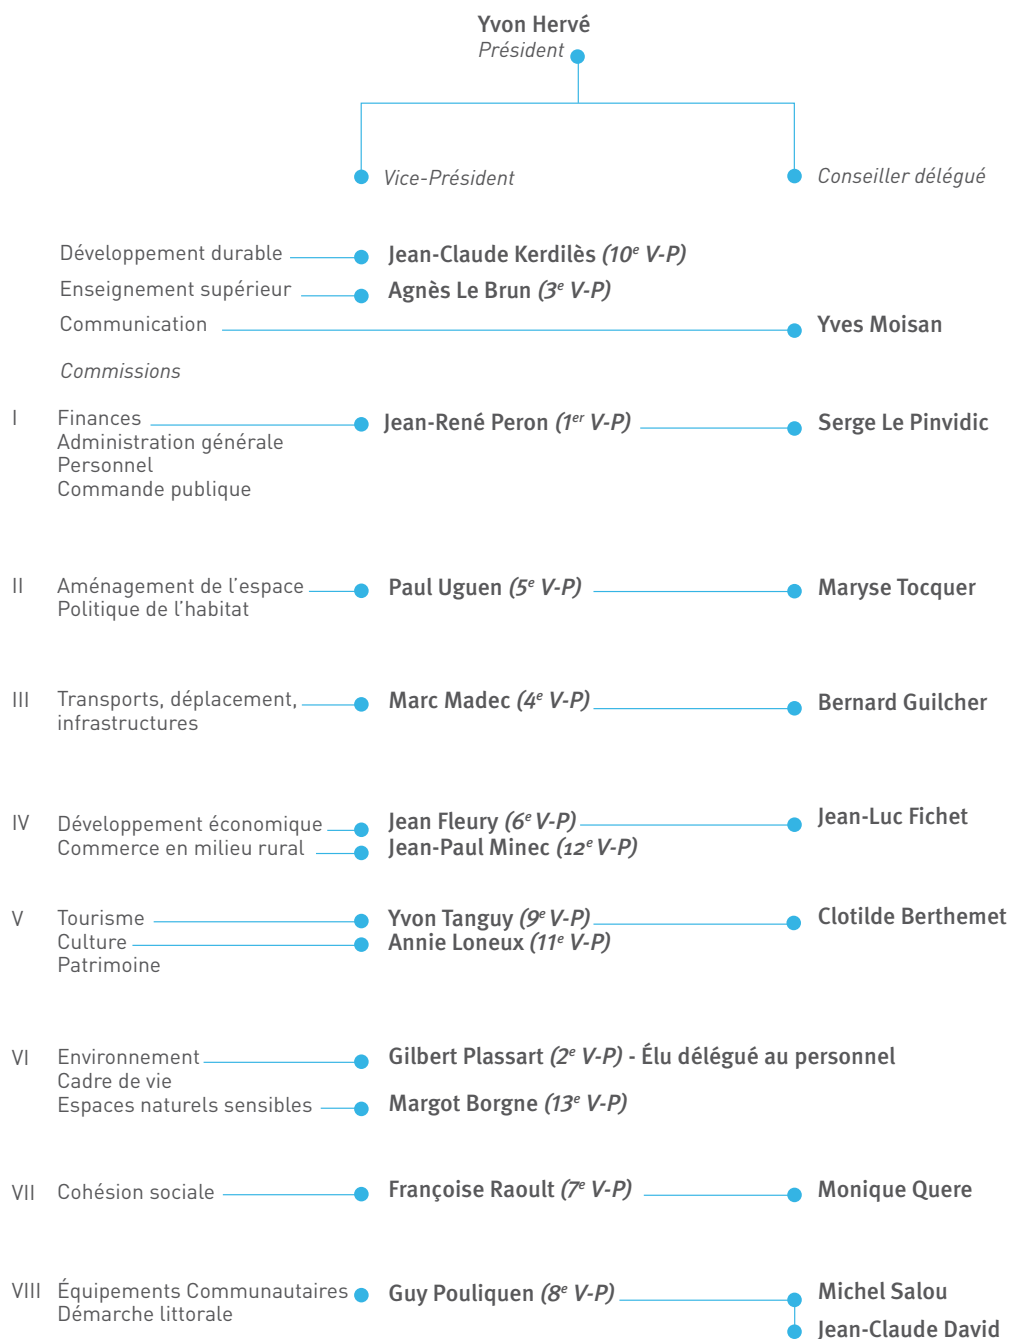 Yvon Hervé
Président
Vice-Président
Conseiller délégué
Développement durable Jean-Claude Kerdilès (10e V-P)
Enseignement supérieur Agnès Le Brun (3e V-P)
Communication Yves Moisan
Commissions
I Finances Jean-René Peron (1er V-P) Serge Le Pinvidic
Administration générale
Personnel
Commande publique
II Aménagement de l'espace Paul Uguen (5e V-P) Maryse Tocquer
Politique de l'habitat
III Transports, déplacement, Marc Madec (4e V-P) Bernard Guilcher
infrastructures
IV Développement économique Jean Fleury (6e V-P) Jean-Luc Fichet
Commerce en milieu rural Jean-Paul Minec (12e V-P)
V Tourisme Yvon Tanguy (9e V-P) Clotilde Berthemet
Culture Annie Loneux (11e V-P)
Patrimoine
VI Environnement Gilbert Plassart (2e V-P) - Élu délégué au personnel
Cadre de vie
Espaces naturels sensibles Margot Borgne (13e V-P)
VII Cohésion sociale Françoise Raoult (7e V-P) Monique Quere
VIII Équipements Communautaires Guy Pouliquen (8e V-P) Michel Salou
Démarche littorale
Jean-Claude David